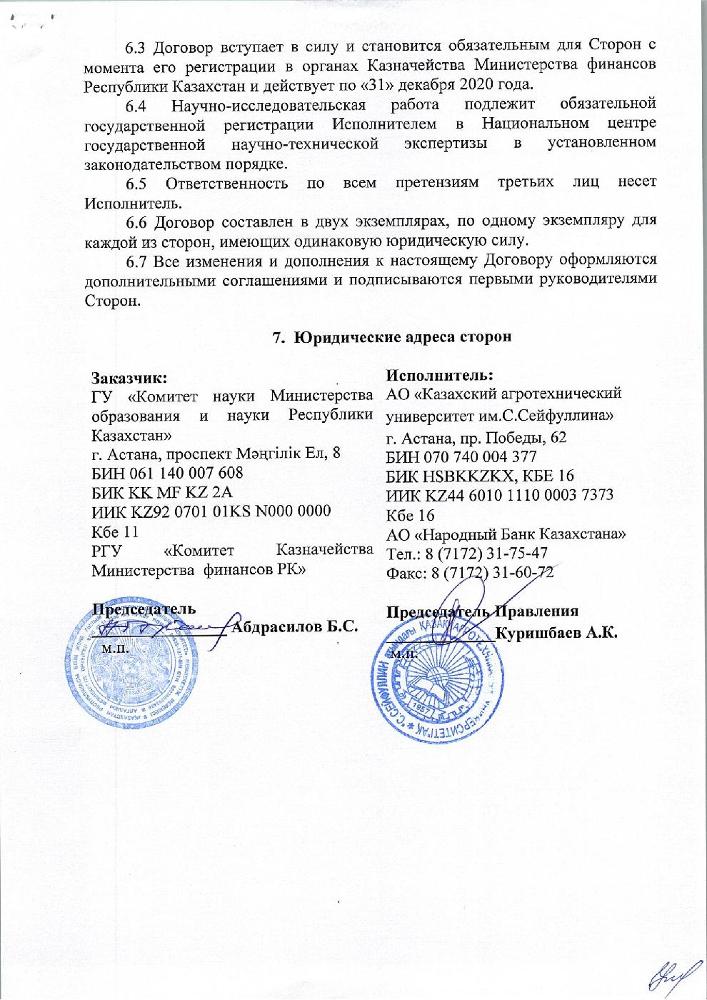 6.3 Договор вступает в силу и становится обязательным для Сторон с
момента его регистрации в органах Казначейства Министерства финансов
Республики Казахстан и действует по «31» декабря 2020 года.
6.4 Научно-исследовательская работа подлежит обязательной
государственной регистрации Исполнителем в Национальном центре
государственной научно-технической экспертизы в установленном
законодательством порядке.
6.5 Ответственность по всем претензиям третьих лиц несет
Исполнитель.
6.6 Договор составлен в двух экземплярах, по одному экземпляру для
каждой из сторон, имеющих одинаковую юридическую силу.
6.7 Все изменения и дополнения к настоящему Договору оформляются
дополнительными соглашениями и подписываются первыми руководителями
Сторон.
7. Юридические адреса сторон
Заказчик:
ГУ «Комитет науки Министерства
образования и науки Республики
Казахстан»
г. Астана, проспект Мәңгілік Ел, 8
БИН 061 140 007 608
БИК KK MF KZ 2A
ИИК KZ92 0701 01KS N000 0000
Кбе 11
РГУ «Комитет Казначейства
Министерства финансов РК»
Председатель
Абдрасилов Б.С.
м.п.
Исполнитель:
АО «Казахский агротехнический
университет им.С.Сейфуллина»
г. Астана, пр. Победы, 62
БИН 070 740 004 377
БИК HSBKKZKX, КБЕ 16
ИИК KZ44 6010 1110 0003 7373
Кбе 16
АО «Народный Банк Казахстана»
Тел.: 8 (7172) 31-75-47
Факс: 8 (7172) 31-60-72
Председатель Правления
Куришбаев А.К.
м.п.
1957